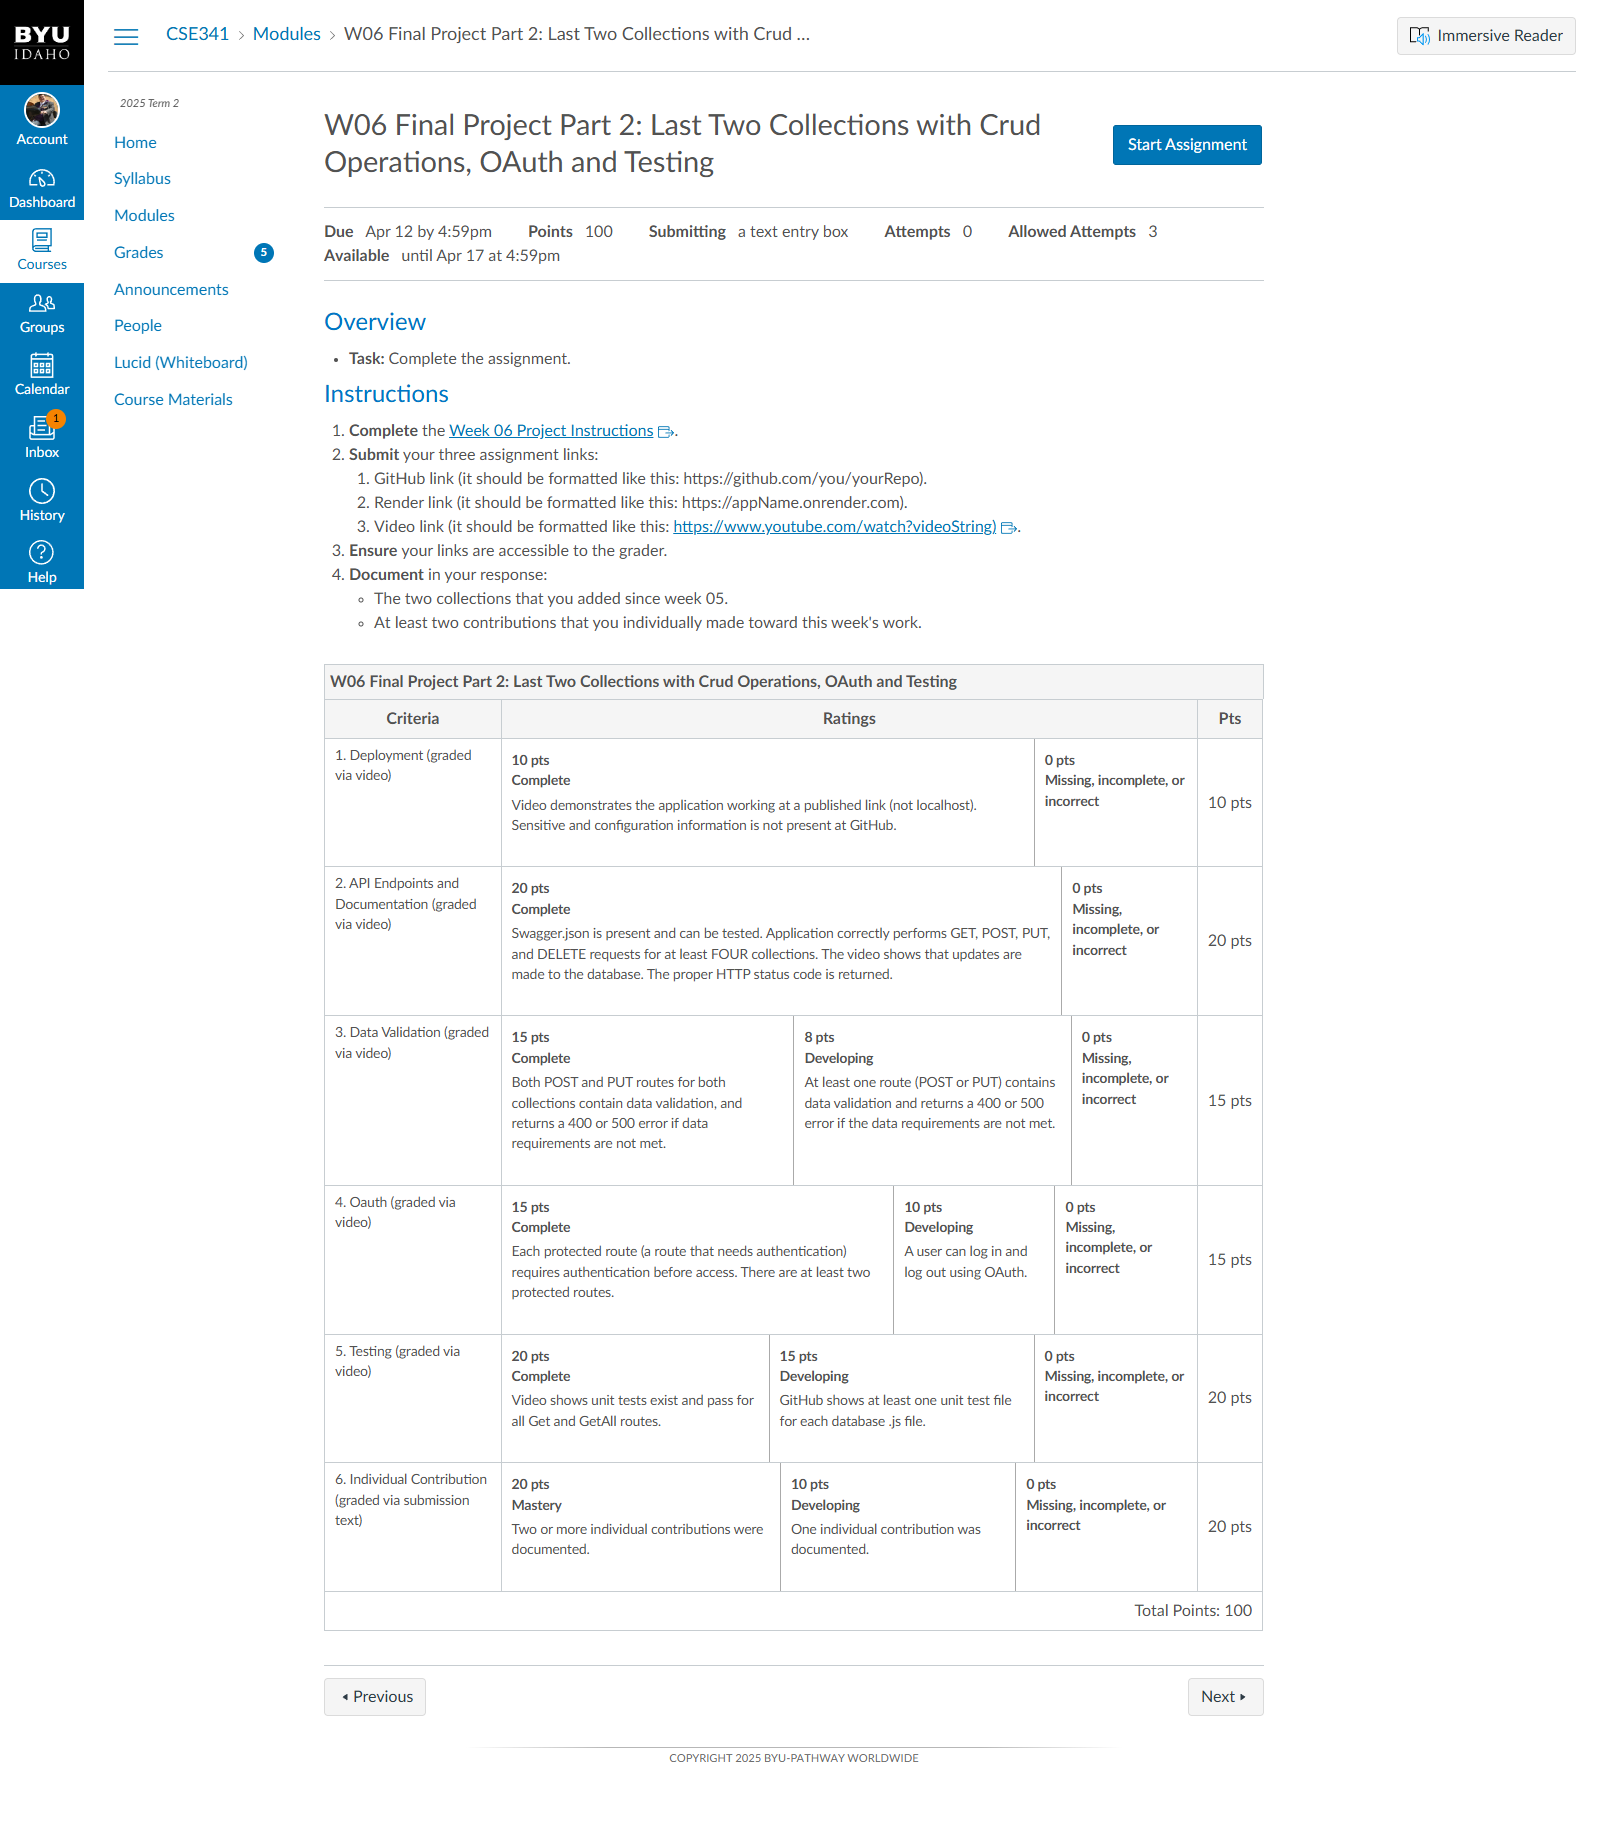 BYU
IDAHO
Account
Dashboard
Courses
Groups
Calendar
1
Inbox
History
Help
CSE341 › Modules › W06 Final Project Part 2: Last Two Collections with Crud ...
Immersive Reader
2025 Term 2
Home
Syllabus
Modules
Grades 5
Announcements
People
Lucid (Whiteboard)
Course Materials
W06 Final Project Part 2: Last Two Collections with Crud
Operations, OAuth and Testing
Start Assignment
Due Apr 12 by 4:59pm Points 100 Submitting a text entry box Attempts 0 Allowed Attempts 3
Available until Apr 17 at 4:59pm
Overview
• Task: Complete the assignment.
Instructions
1. Complete the Week 06 Project Instructions.
2. Submit your three assignment links:
1. GitHub link (it should be formatted like this: https://github.com/you/yourRepo).
2. Render link (it should be formatted like this: https://appName.onrender.com).
3. Video link (it should be formatted like this: https://www.youtube.com/watch?videoString).
3. Ensure your links are accessible to the grader.
4. Document in your response:
◦ The two collections that you added since week 05.
◦ At least two contributions that you individually made toward this week's work.
W06 Final Project Part 2: Last Two Collections with Crud Operations, OAuth and Testing
Criteria Ratings Pts
1. Deployment (graded
via video)
10 pts
Complete
Video demonstrates the application working at a published link (not localhost).
Sensitive and configuration information is not present at GitHub.
0 pts
Missing, incomplete, or
incorrect
10 pts
2. API Endpoints and
Documentation (graded
via video)
20 pts
Complete
Swagger.json is present and can be tested. Application correctly performs GET, POST, PUT,
and DELETE requests for at least FOUR collections. The video shows that updates are
made to the database. The proper HTTP status code is returned.
0 pts
Missing,
incomplete, or
incorrect
20 pts
3. Data Validation (graded
via video)
15 pts
Complete
Both POST and PUT routes for both
collections contain data validation, and
returns a 400 or 500 error if data
requirements are not met.
8 pts
Developing
At least one route (POST or PUT) contains
data validation and returns a 400 or 500
error if the data requirements are not met.
0 pts
Missing,
incomplete, or
incorrect
15 pts
4. Oauth (graded via
video)
15 pts
Complete
Each protected route (a route that needs authentication)
requires authentication before access. There are at least two
protected routes.
10 pts
Developing
A user can log in and
log out using OAuth.
0 pts
Missing,
incomplete, or
incorrect
15 pts
5. Testing (graded via
video)
20 pts
Complete
Video shows unit tests exist and pass for
all Get and GetAll routes.
15 pts
Developing
GitHub shows at least one unit test file
for each database .js file.
0 pts
Missing, incomplete, or
incorrect
20 pts
6. Individual Contribution
(graded via submission
text)
20 pts
Mastery
Two or more individual contributions were
documented.
10 pts
Developing
One individual contribution was
documented.
0 pts
Missing, incomplete, or
incorrect
20 pts
Total Points: 100
Previous
Next
COPYRIGHT 2025 BYU-PATHWAY WORLDWIDE